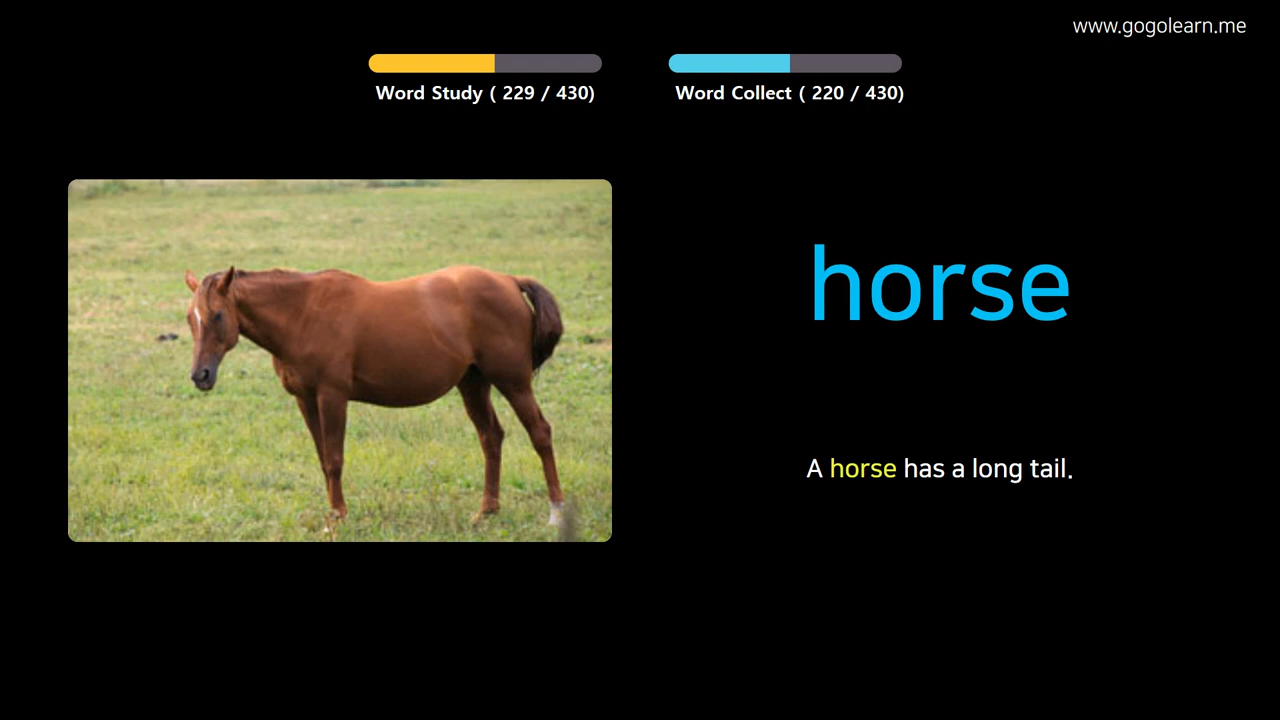 www.gogolearn.me
Word Study ( 229 / 430)
Word Collect ( 220 / 430)
horse
A horse has a long tail.